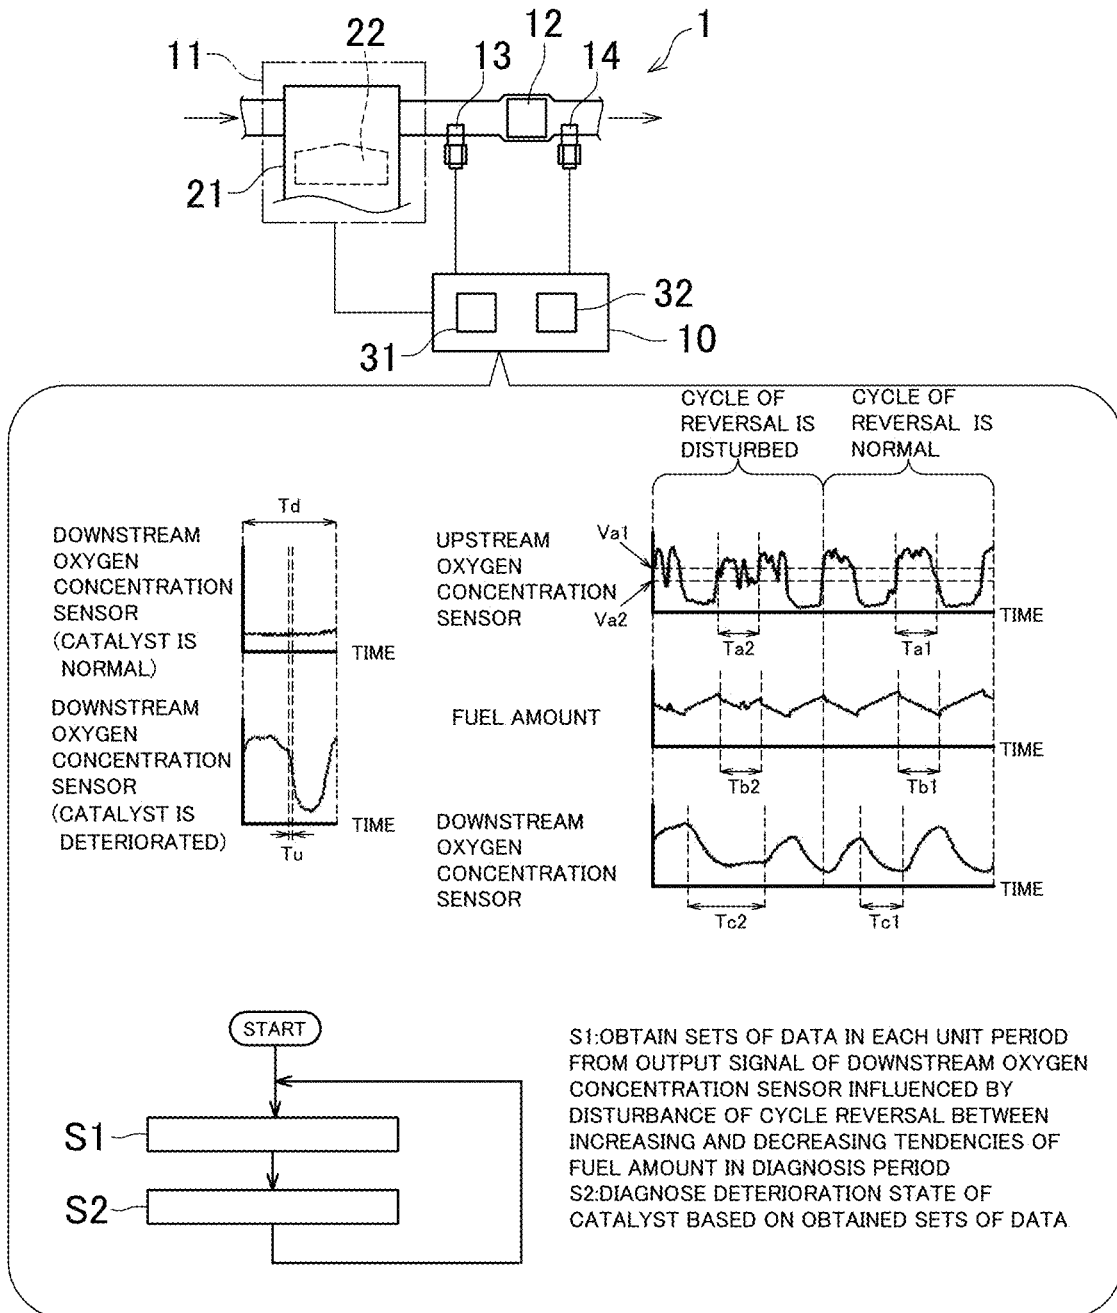 11
22
13
12
14
1
21
31
32
10
CYCLE OF
REVERSAL IS
DISTURBED
CYCLE OF
REVERSAL IS
NORMAL
Td
DOWNSTREAM
OXYGEN
CONCENTRATION
SENSOR
(CATALYST IS
NORMAL)
TIME
DOWNSTREAM
OXYGEN
CONCENTRATION
SENSOR
(CATALYST IS
DETERIORATED)
TIME
Tu
UPSTREAM
OXYGEN
CONCENTRATION
SENSOR
Va1
Va2
TIME
Ta2
Ta1
FUEL AMOUNT
TIME
Tb2
Tb1
DOWNSTREAM
OXYGEN
CONCENTRATION
SENSOR
TIME
Tc2
Tc1
START
S1
S2
S1:OBTAIN SETS OF DATA IN EACH UNIT PERIOD
FROM OUTPUT SIGNAL OF DOWNSTREAM OXYGEN
CONCENTRATION SENSOR INFLUENCED BY
DISTURBANCE OF CYCLE REVERSAL BETWEEN
INCREASING AND DECREASING TENDENCIES OF
FUEL AMOUNT IN DIAGNOSIS PERIOD
S2:DIAGNOSE DETERIORATION STATE OF
CATALYST BASED ON OBTAINED SETS OF DATA